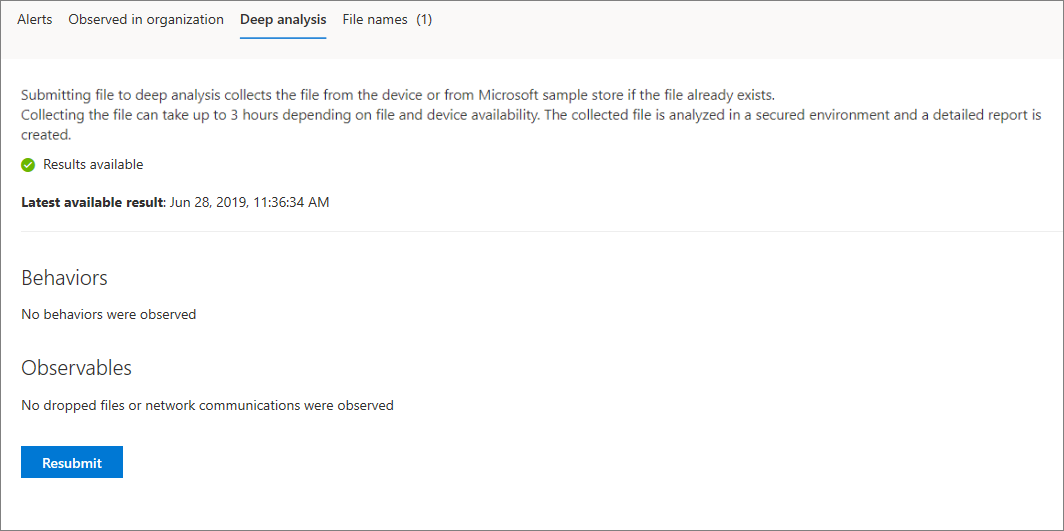 Alerts Observed in organization Deep analysis File names (1)
Submitting file to deep analysis collects the file from the device or from Microsoft sample store if the file already exists.
Collecting the file can take up to 3 hours depending on file and device availability. The collected file is analyzed in a secured environment and a detailed report is
created.
Results available
Latest available result: Jun 28, 2019, 11:36:34 AM
Behaviors
No behaviors were observed
Observables
No dropped files or network communications were observed
Resubmit